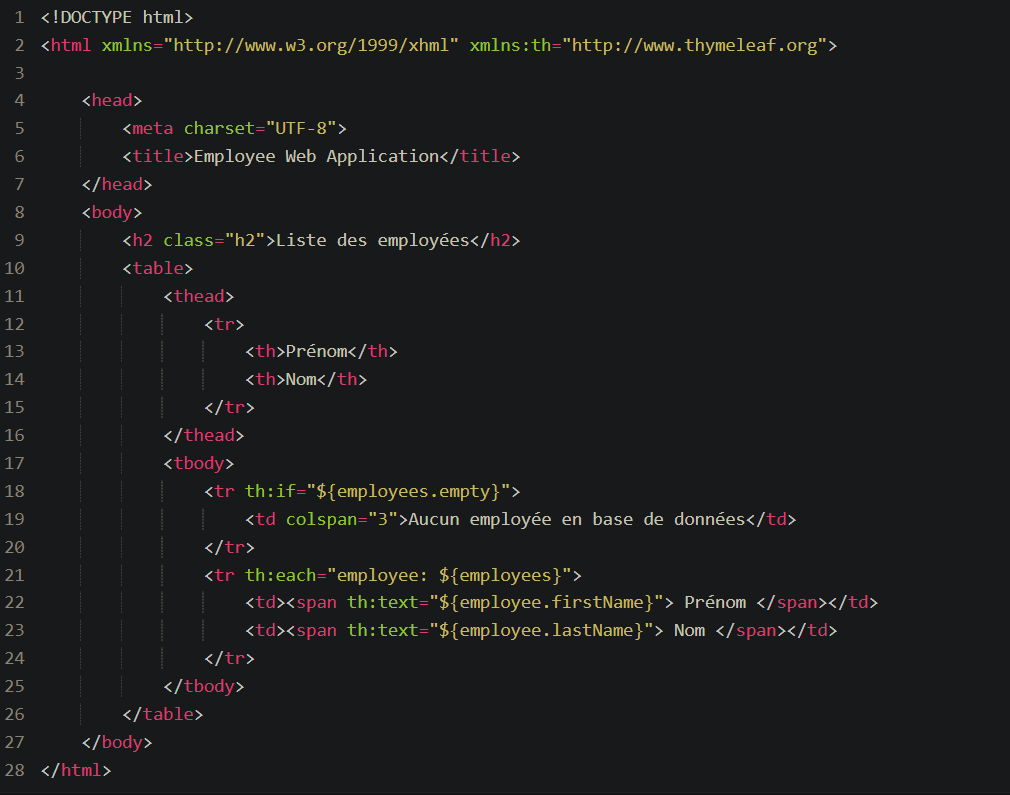 1 <!DOCTYPE html>
2 <html xmlns="http://www.w3.org/1999/xhml" xmlns:th="http://www.thymeleaf.org">
3
4     <head>
5         <meta charset="UTF-8">
6         <title>Employee Web Application</title>
7     </head>
8     <body>
9         <h2 class="h2">Liste des employées</h2>
10         <table>
11             <thead>
12                 <tr>
13                     <th>Prénom</th>
14                     <th>Nom</th>
15                 </tr>
16             </thead>
17             <tbody>
18                 <tr th:if="${employees.empty}">
19                     <td colspan="3">Aucun employée en base de données</td>
20                 </tr>
21                 <tr th:each="employee: ${employees}">
22                     <td><span th:text="${employee.firstName}"> Prénom </span></td>
23                     <td><span th:text="${employee.lastName}"> Nom </span></td>
24                 </tr>
25             </tbody>
26         </table>
27     </body>
28 </html>